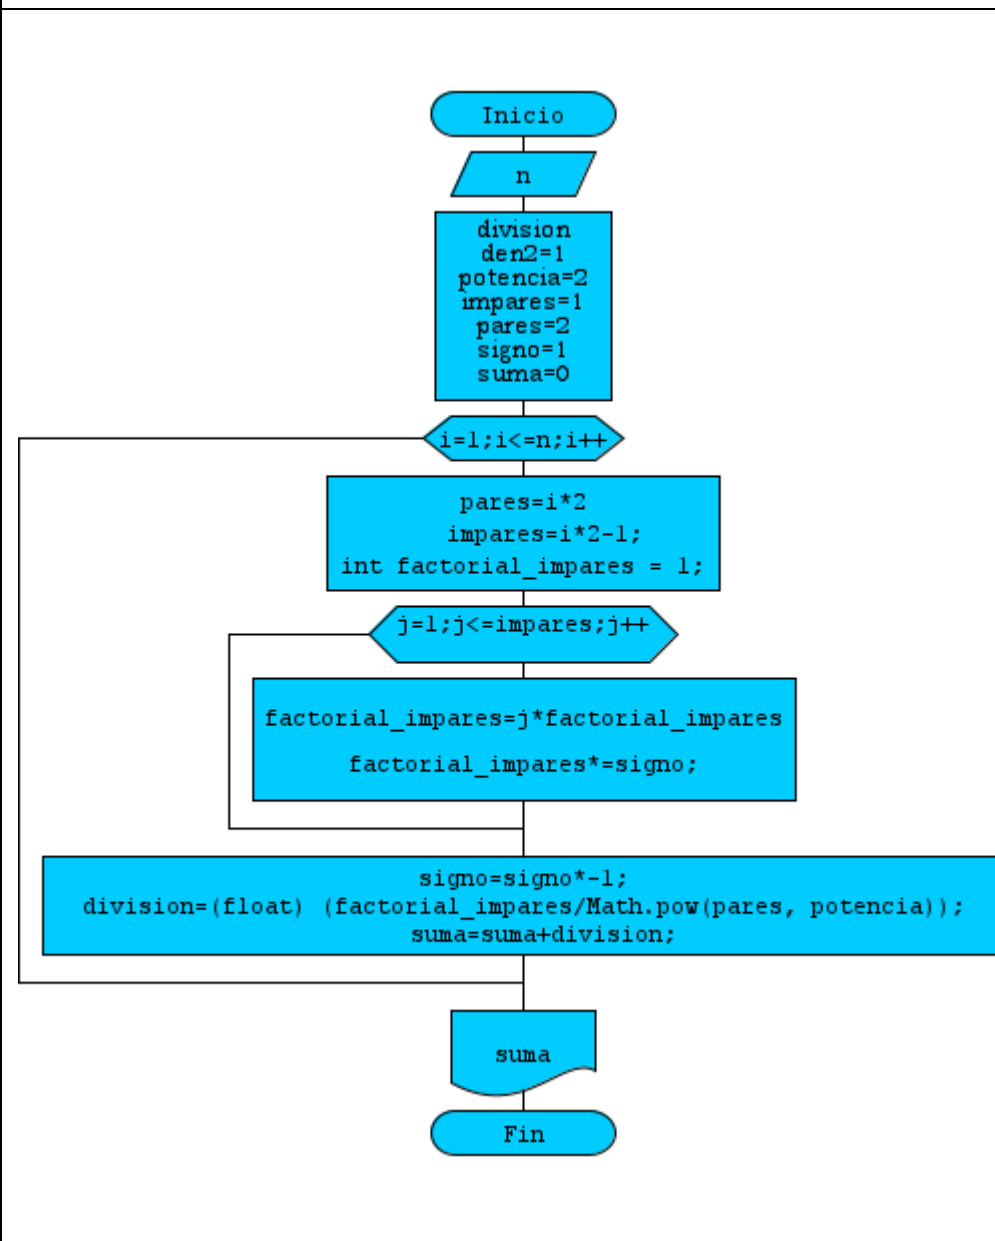 Inicio
n
division
den2=1
potencia=2
impares=1
pares=2
signo=1
suma=0
i=1;i<=n;i++
pares=i*2
impares=i*2-1;
int factorial_impares = 1;
j=1;j<=impares;j++
factorial_impares=j*factorial_impares
factorial_impares*=signo;
signo=signo*-1;
division=(float) (factorial_impares/Math.pow(pares, potencia));
suma=suma+division;
suma
Fin